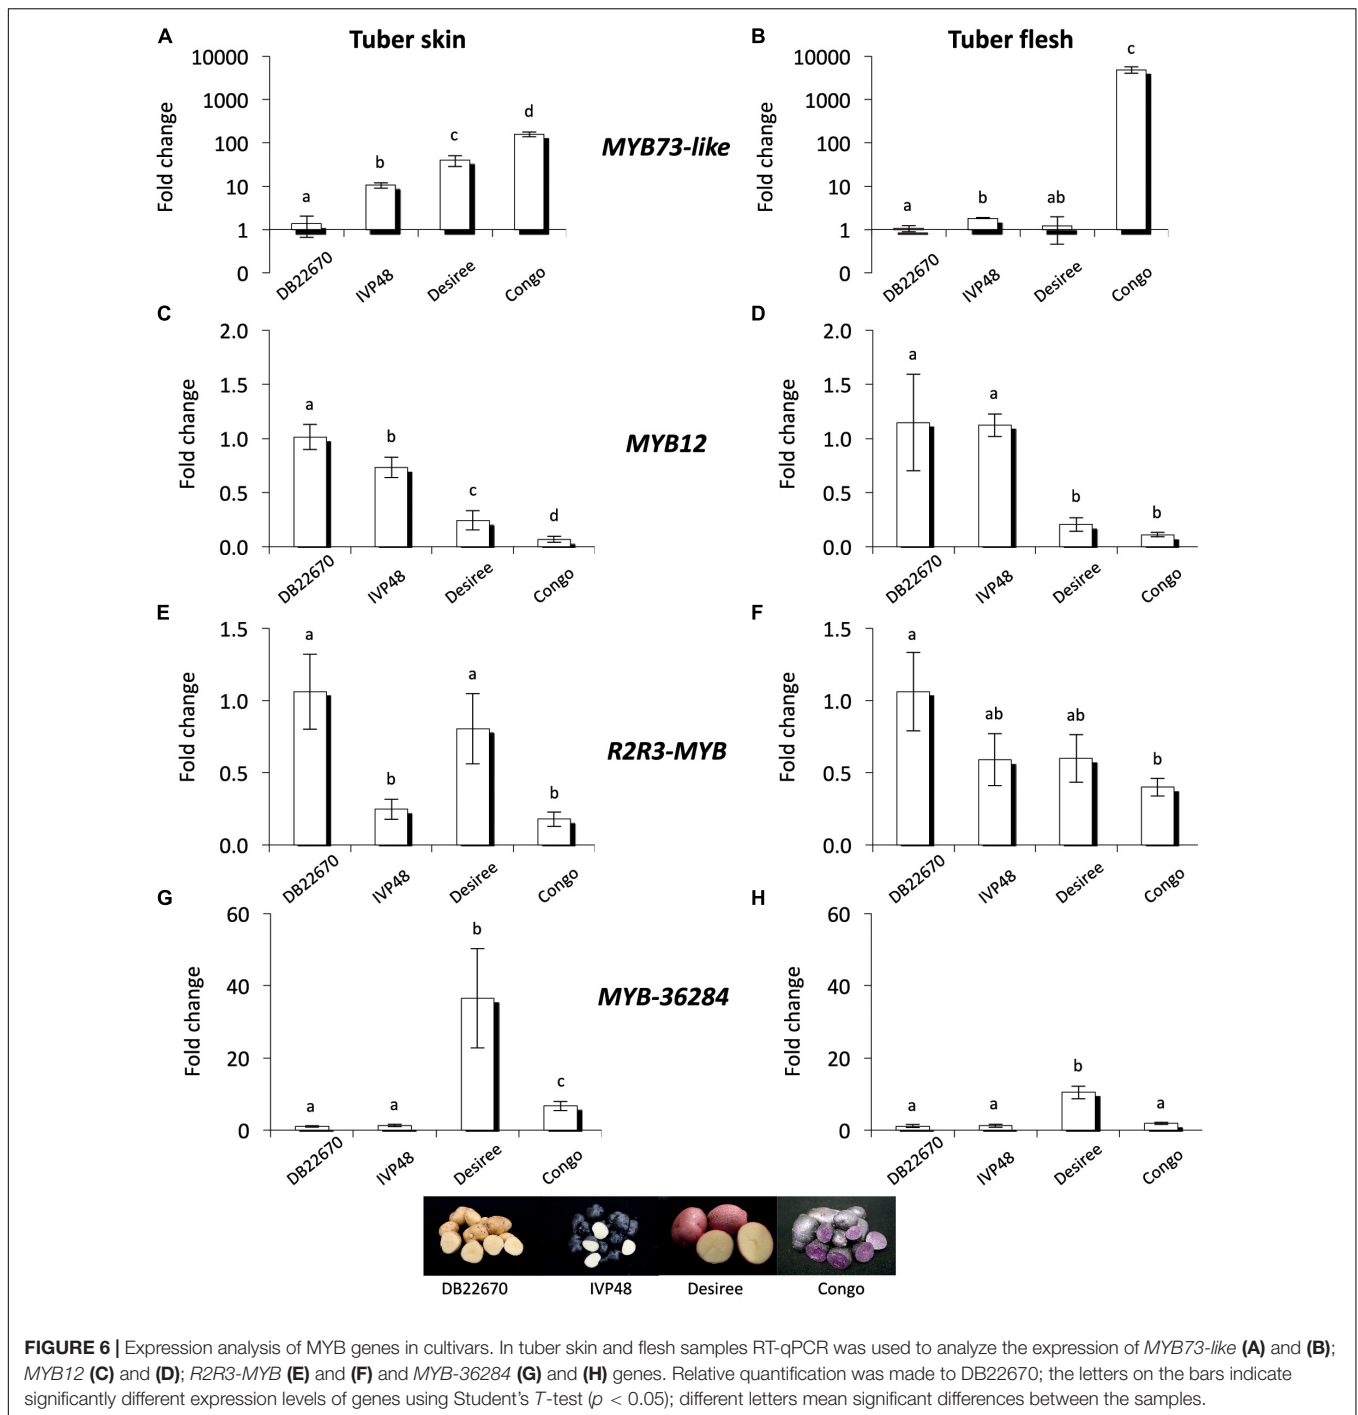 A
Tuber skin
B
Tuber flesh
10000
1000
100
10
1
0
Fold change
a
b
c
d
DB22670
IVP48
Desiree
Congo
MYB73-like
10000
1000
100
10
1
0
Fold change
a
b
ab
c
DB22670
IVP48
Desiree
Congo
C
2.0
1.5
1.0
0.5
0.0
Fold change
a
b
c
d
DB22670
IVP48
Desiree
Congo
MYB12
D
2.0
1.5
1.0
0.5
0.0
Fold change
a
a
b
b
DB22670
IVP48
Desiree
Congo
E
1.5
1.0
0.5
0.0
Fold change
a
b
a
b
DB22670
IVP48
Desiree
Congo
R2R3-MYB
F
1.5
1.0
0.5
0.0
Fold change
a
ab
ab
b
DB22670
IVP48
Desiree
Congo
G
60
40
20
0
Fold change
a
a
b
c
DB22670
IVP48
Desiree
Congo
MYB-36284
H
60
40
20
0
Fold change
a
a
b
a
DB22670
IVP48
Desiree
Congo
DB22670 IVP48 Desiree Congo
FIGURE 6 | Expression analysis of MYB genes in cultivars. In tuber skin and flesh samples RT-qPCR was used to analyze the expression of MYB73-like (A) and (B);
MYB12 (C) and (D); R2R3-MYB (E) and (F) and MYB-36284 (G) and (H) genes. Relative quantification was made to DB22670; the letters on the bars indicate
significantly different expression levels of genes using Student's T-test (p < 0.05); different letters mean significant differences between the samples.